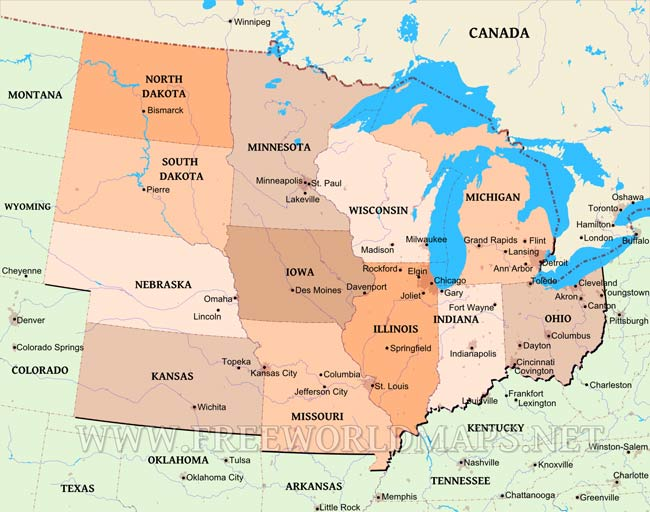 Winnipeg
CANADA
NORTH
DAKOTA
MONTANA
Bismarck
MINNESOTA
SOUTH
DAKOTA
Minneapolis
St. Paul
Pierre
Lakeville
WISCONSIN
MICHIGAN
Oshawa
Toronto
WYOMING
Hamilton
London
Buffalo
Madison
Milwaukee
Grand Rapids
Flint
Lansing
Detroit
Ann Arbor
Cheyenne
IOWA
Rockford
Elgin
Chicago
Toledo
Cleveland
NEBRASKA
Omaha
Des Moines
Davenport
Joliet
Gary
Akron
Youngstown
Fort Wayne
Canton
Lincoln
Denver
ILLINOIS
INDIANA
OHIO
Pittsburgh
Columbus
Colorado Springs
Springfield
Indianapolis
Dayton
COLORADO
Topeka
Kansas City
Columbia
Cincinnati
Covington
KANSAS
Jefferson City
St. Louis
Charleston
Wichita
MISSOURI
Louisville
Frankfort
Lexington
KENTUCKY
WWW.FREEWORLDMAPS.NET
OKLAHOMA
Tulsa
Nashville
Knoxville
Winston-Salem
Oklahoma City
TENNESSEE
Charlotte
TEXAS
ARKANSAS
Memphis
Chattanooga
Greenville
Little Rock